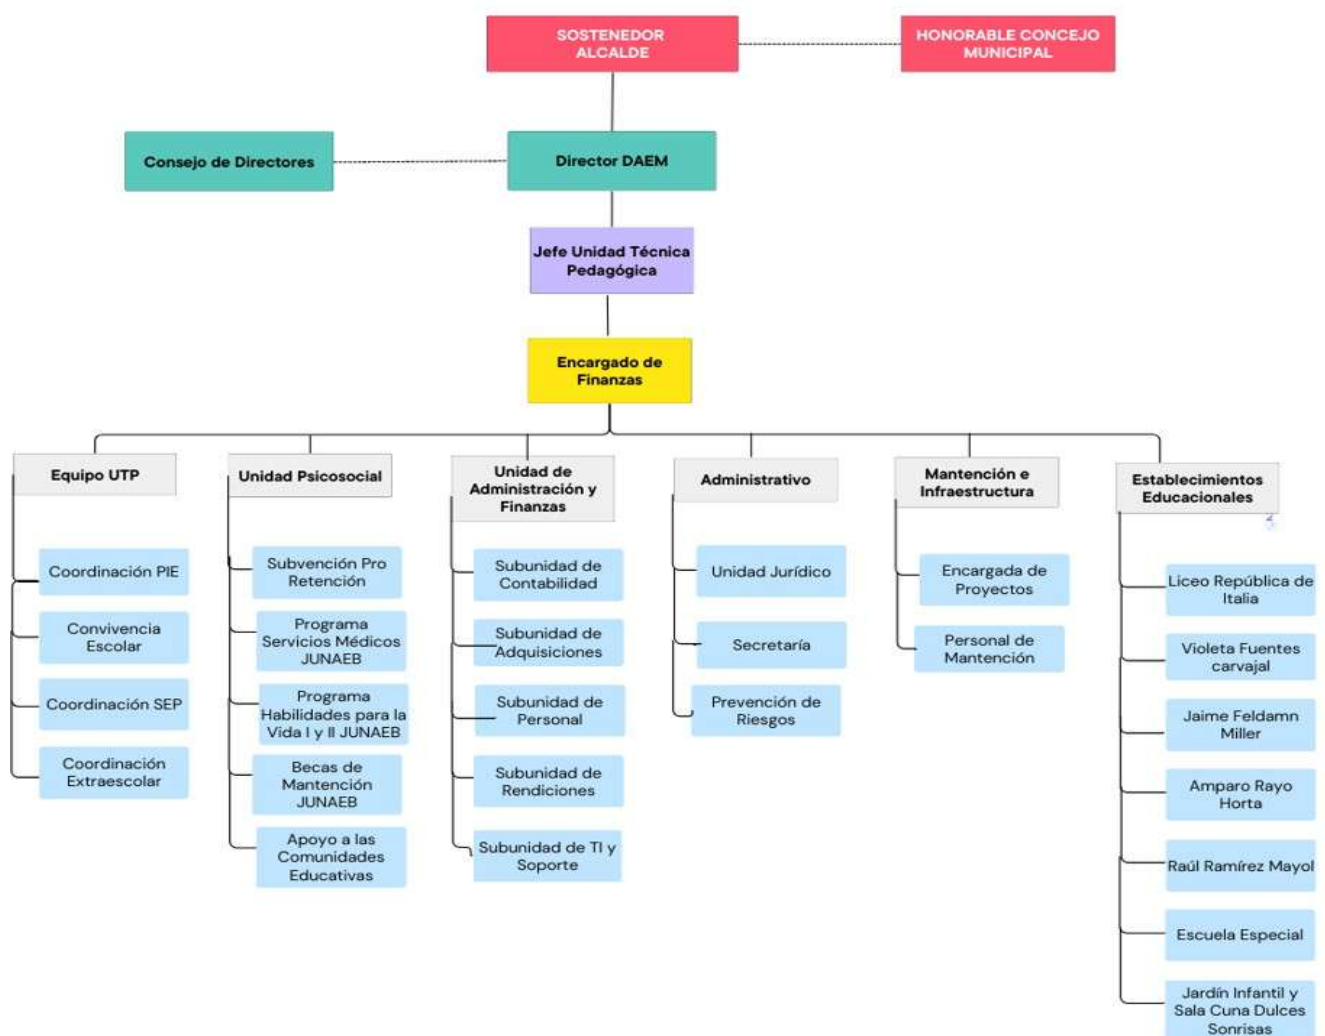 SOSTENEDOR
ALCALDE
HONORABLE CONCEJO
MUNICIPAL
Consejo de Directores
Director DAEM
Jefe Unidad Técnica
Pedagógica
Encargado de
Finanzas
Equipo UTP
Coordinación PIE
Convivencia
Escolar
Coordinación SEP
Coordinación
Extraescolar
Unidad Psicosocial
Subvención Pro
Retención
Programa
Servicios Médicos
JUNAEB
Programa
Habilidades para la
Vida I y II JUNAEB
Becas de
Mantención
JUNAEB
Apoyo a las
Comunidades
Educativas
Unidad de
Administración y
Finanzas
Subunidad de
Contabilidad
Subunidad de
Adquisiciones
Subunidad de
Personal
Subunidad de
Rendiciones
Subunidad de TI y
Soporte
Administrativo
Unidad Jurídico
Secretaría
Prevención de
Riesgos
Mantención e
Infraestructura
Encargada de
Proyectos
Personal de
Mantención
Establecimientos
Educacionales
Liceo República de
Italia
Violeta Fuentes
carvajal
Jaime Feldamn
Miller
Amparo Rayo
Horta
Raúl Ramírez Mayol
Escuela Especial
Jardín Infantil y
Sala Cuna Dulces
Sonrisas